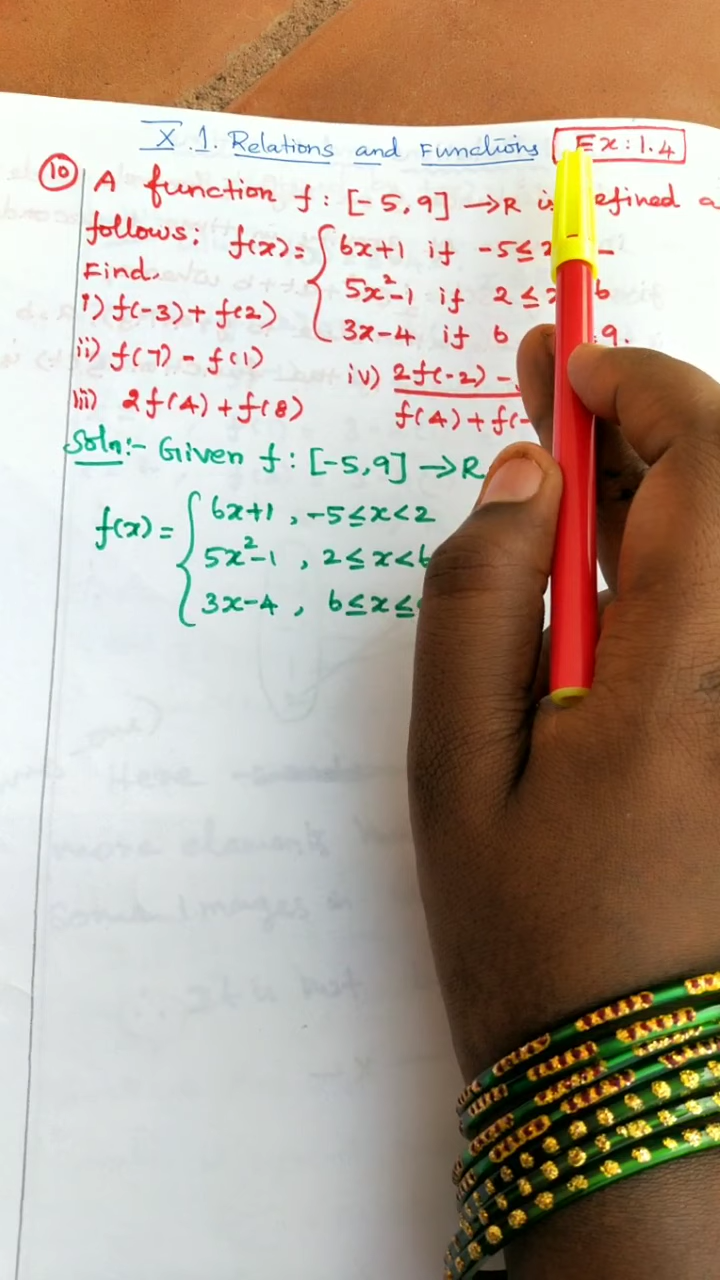 X.1. Relations and Functions Ex:1.4
10 A function f : [-5,9] →R is defined a
follows: f(x)= { 6x+1 if -5≤
Find. 5x²-1 if 2≤ 6
i) f(-3)+f(2) 3x-4 if 6 9.
ii) f(7) - f(1) iv) 2f(-2) -
iii) 2f(4)+f(8) f(4)+f(-
Soln:- Given f : [-5,9] →R
f(x)= { 6x+1 , -5≤x<2
5x²-1 , 2≤x<6
3x-4 , 6≤x≤